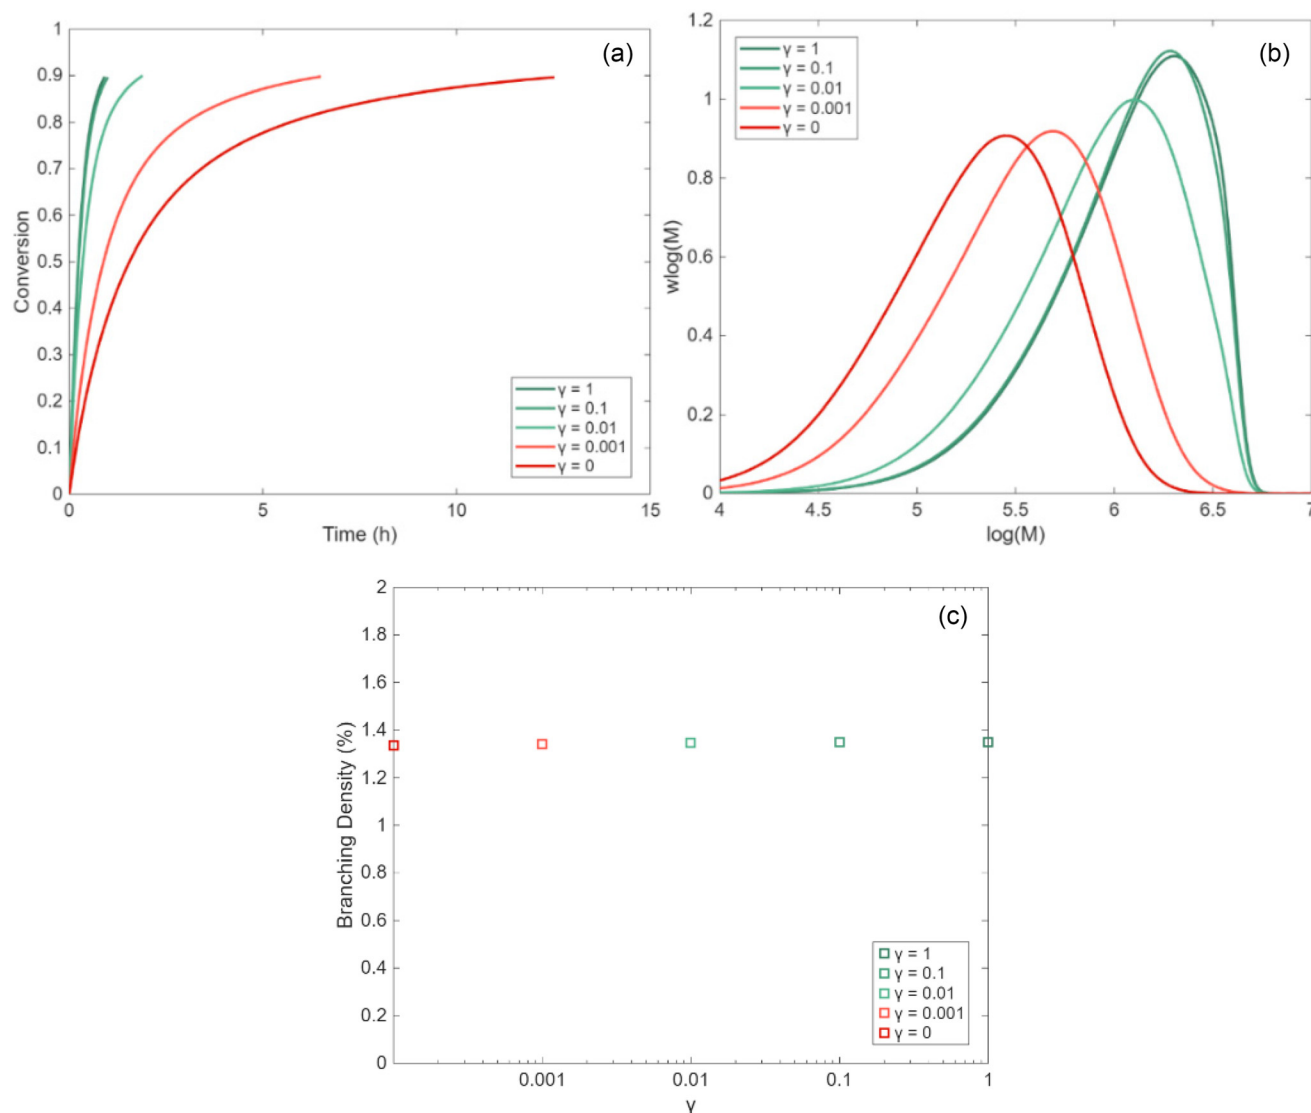 (a)
Conversion
1
0.9
0.8
0.7
0.6
0.5
0.4
0.3
0.2
0.1
0
γ = 1
γ = 0.1
γ = 0.01
γ = 0.001
γ = 0
0 5 10 15
Time (h)
(b)
wlog(M)
1.2
1
0.8
0.6
0.4
0.2
0
γ = 1
γ = 0.1
γ = 0.01
γ = 0.001
γ = 0
4 4.5 5 5.5 6 6.5 7
log(M)
(c)
Branching Density (%)
2
1.8
1.6
1.4
1.2
1
0.8
0.6
0.4
0.2
0
γ = 1
γ = 0.1
γ = 0.01
γ = 0.001
γ = 0
0.001 0.01 0.1 1
γ